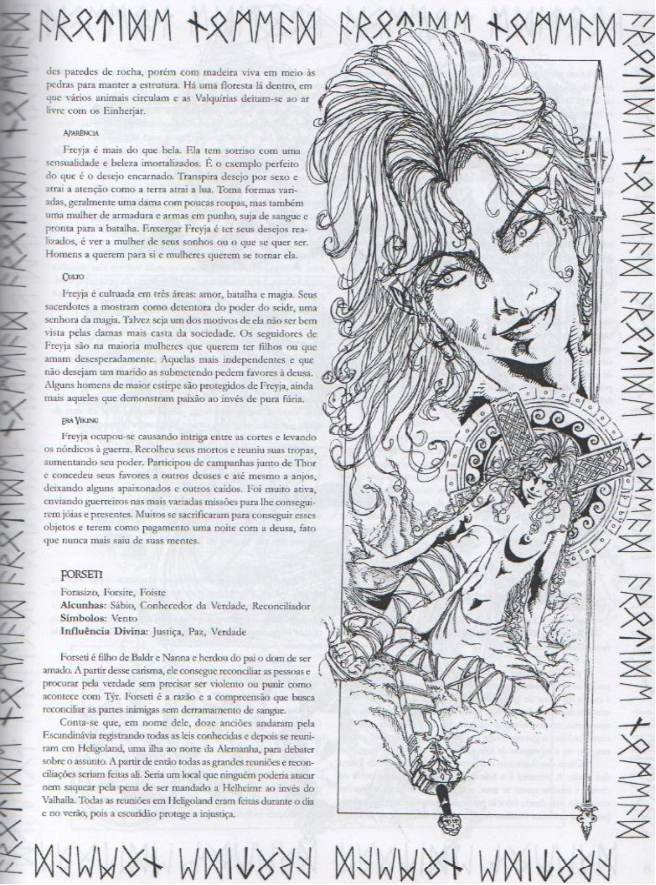 des paredes de rocha, porém com madeira viva em meio às
pedras para manter a estrutura. Há uma floresta lá dentro, em
que vários animais circulam e as Valquírias deitam-se ao ar
livre com os Einherjar.
APARÊNCIA
Freyja é mais do que bela. Ela tem sorriso com uma
sensualidade e beleza imortalizados. É o exemplo perfeito
do que é o desejo encarnado. Transpira desejo por sexo e
atrai a atenção como a terra atrai a lua. Toma formas vari-
adas, geralmente uma dama com poucas roupas, mas também
uma mulher de armadura e armas em punho, suja de sangue e
pronta para a batalha. Enxergar Freyja é ter seus desejos rea-
lizados, é ver a mulher de seus sonhos ou o que se quer ser.
Homens a querem para si e mulheres querem se tornar ela.
CULTO
Freyja é cultuada em três áreas: amor, batalha e magia. Seus
sacerdotes a mostram como detentora do poder do seidr, uma
senhora da magia. Talvez seja um dos motivos de ela não ser bem
vista pelas damas mais casta da sociedade. Os seguidores de
Freyja são na maioria mulheres que querem ter filhos ou que
amam desesperadamente. Aquelas mais independentes e que
não desejam um marido as submetendo pedem favores à deusa.
Alguns homens de maior estirpe são protegidos de Freyja, ainda
mais aqueles que demonstram paixão ao invés de pura fúria.
ERA VIKING
Freyja ocupou-se causando intriga entre as cortes e levando
os nórdicos à guerra. Recolheu seus mortos e reuniu suas tropas,
aumentando seu poder. Participou de campanhas junto de Thor
e concedeu seus favores a outros deuses e até mesmo a anjos,
deixando alguns apaixonados e outros caídos. Foi muito ativa,
enviando guerreiros nas mais variadas missões para lhe consegui-
rem jóias e presentes. Muitos se sacrificaram para conseguir esses
objetos e terem como pagamento uma noite com a deusa, fato
que nunca mais saiu de suas mentes.
FORSETI
Forasizo, Forsite, Foiste
Alcunhas: Sábio, Conhecedor da Verdade, Reconciliador
Símbolos: Vento
Influência Divina: Justiça, Paz, Verdade
Forseti é filho de Baldr e Nanna e herdou do pai o dom de ser
amado. A partir desse carisma, ele consegue reconciliar as pessoas e
procurar pela verdade sem precisar ser violento ou punir como
acontece com Týr. Forseti é a razão e a compreensão que busca
reconciliar as partes inimigas sem derramamento de sangue.
Conta-se que, em nome dele, doze anciões andaram pela
Escandinávia registrando todas as leis conhecidas e depois se reuni-
ram em Heligoland, uma ilha ao norte da Alemanha, para debater
sobre o assunto. A partir de então todas as grandes reuniões e recon-
ciliações seriam feitas ali. Seria um local que ninguém poderia atacar
nem saquear pela pena de ser mandado a Helheimr ao invés do
Valhalla. Todas as reuniões em Heligoland eram feitas durante o dia
e no verão, pois a escuridão protege a injustiça.